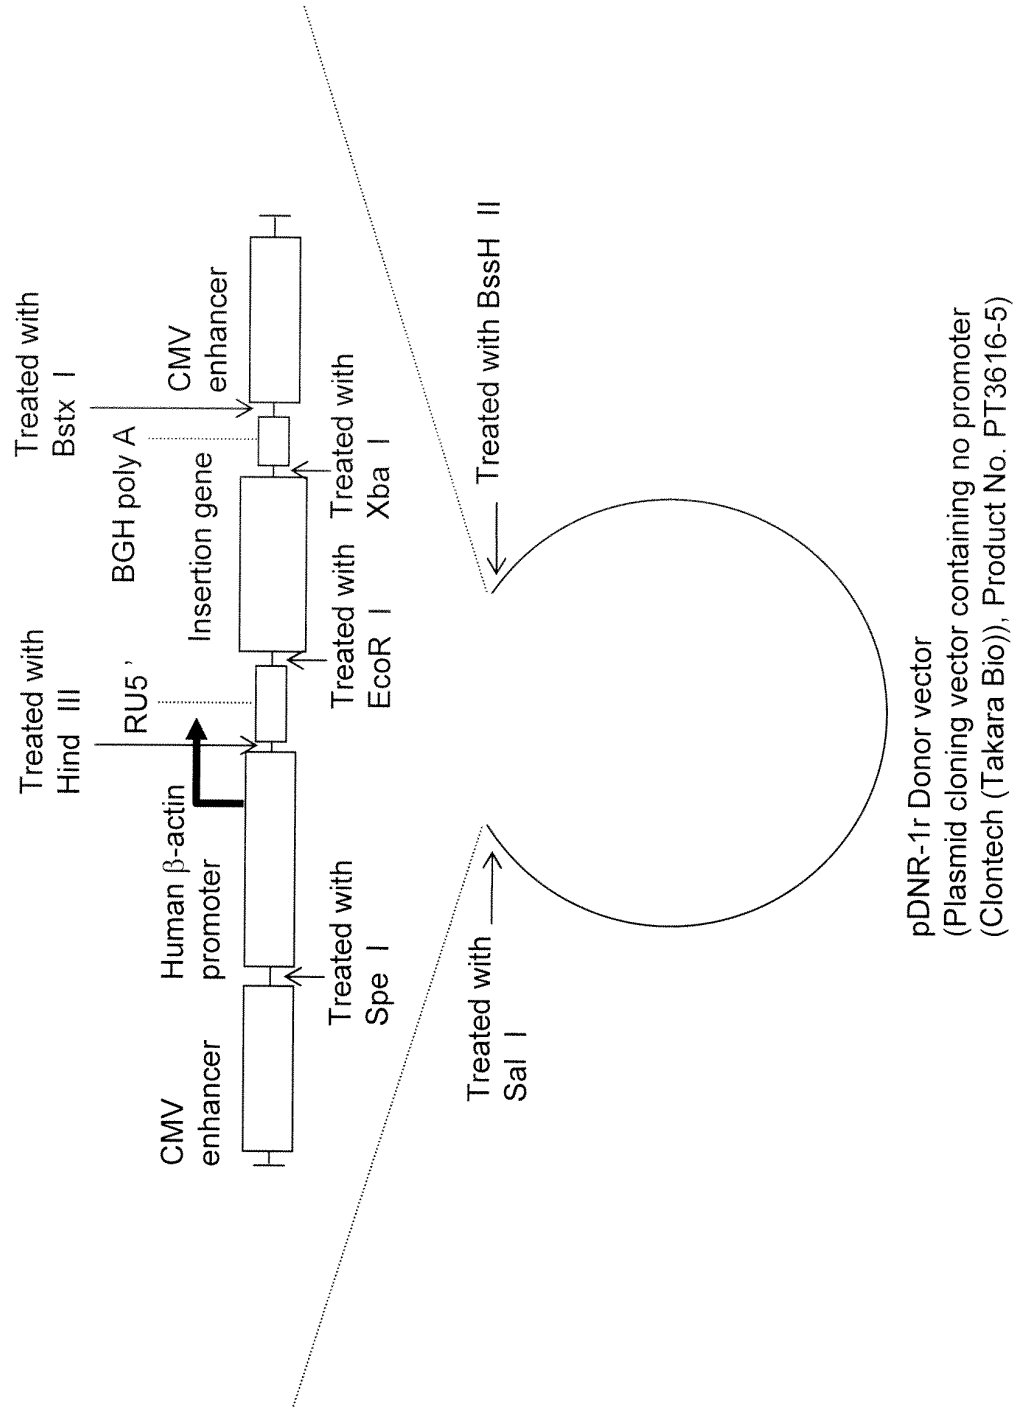 Treated with
Hind III
Treated with
Bstx I
RU5 ’
BGH poly A
CMV
enhancer
Human β-actin
promoter
Insertion gene
CMV
enhancer
Treated with
Spe I
Treated with
EcoR I
Treated with
Xba I
Treated with
Sal I
Treated with BssH II
pDNR-1r Donor vector
(Plasmid cloning vector containing no promoter
(Clontech (Takara Bio)), Product No. PT3616-5)